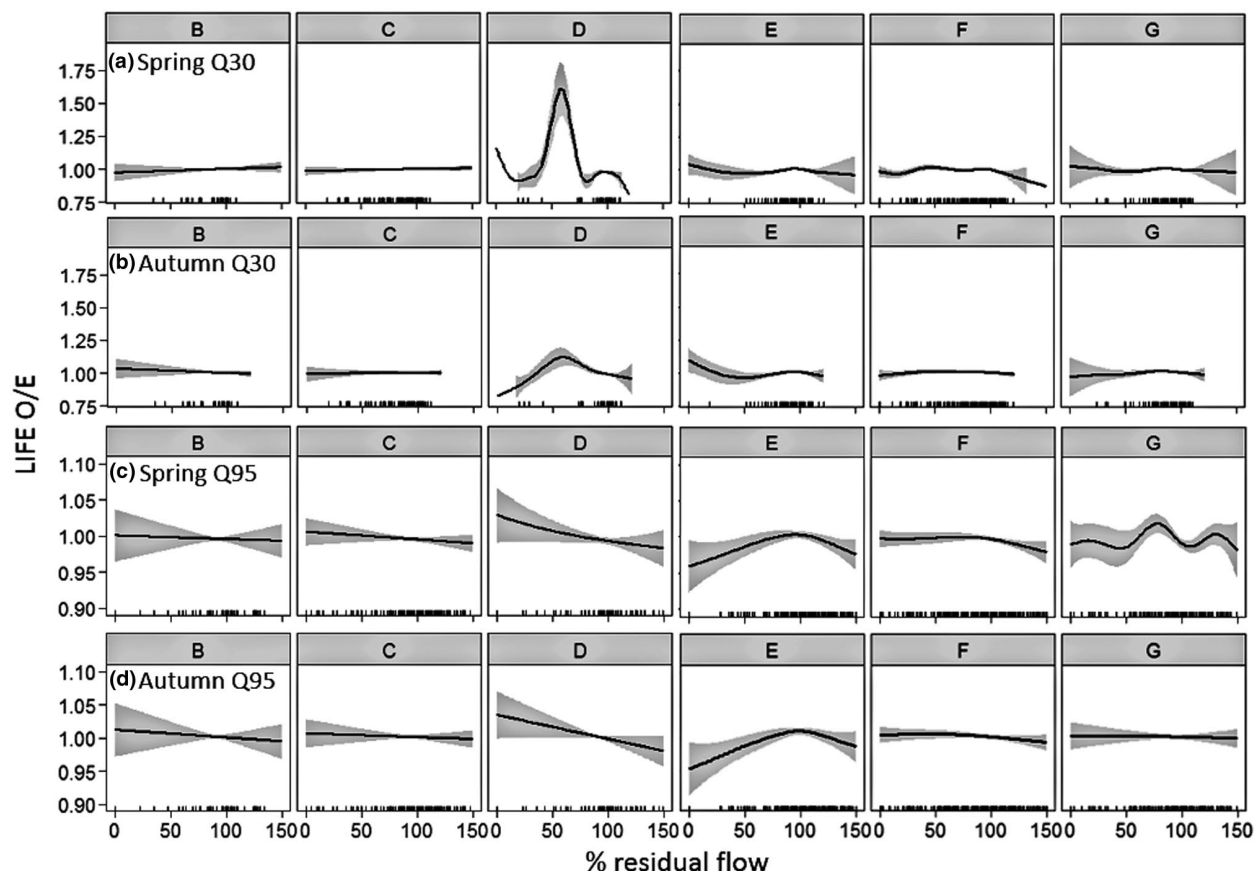 B C D E F G
(a) Spring Q30
1.75
1.50
1.25
1.00
0.75
B C D E F G
(b) Autumn Q30
1.75
1.50
1.25
1.00
0.75
LIFE O/E
B C D E F G
(c) Spring Q95
1.10
1.05
1.00
0.95
0.90
B C D E F G
(d) Autumn Q95
1.10
1.05
1.00
0.95
0.90
0 50 100 150 0 50 100 150 0 50 100 150 0 50 100 150 0 50 100 150 0 50 100 150
% residual flow